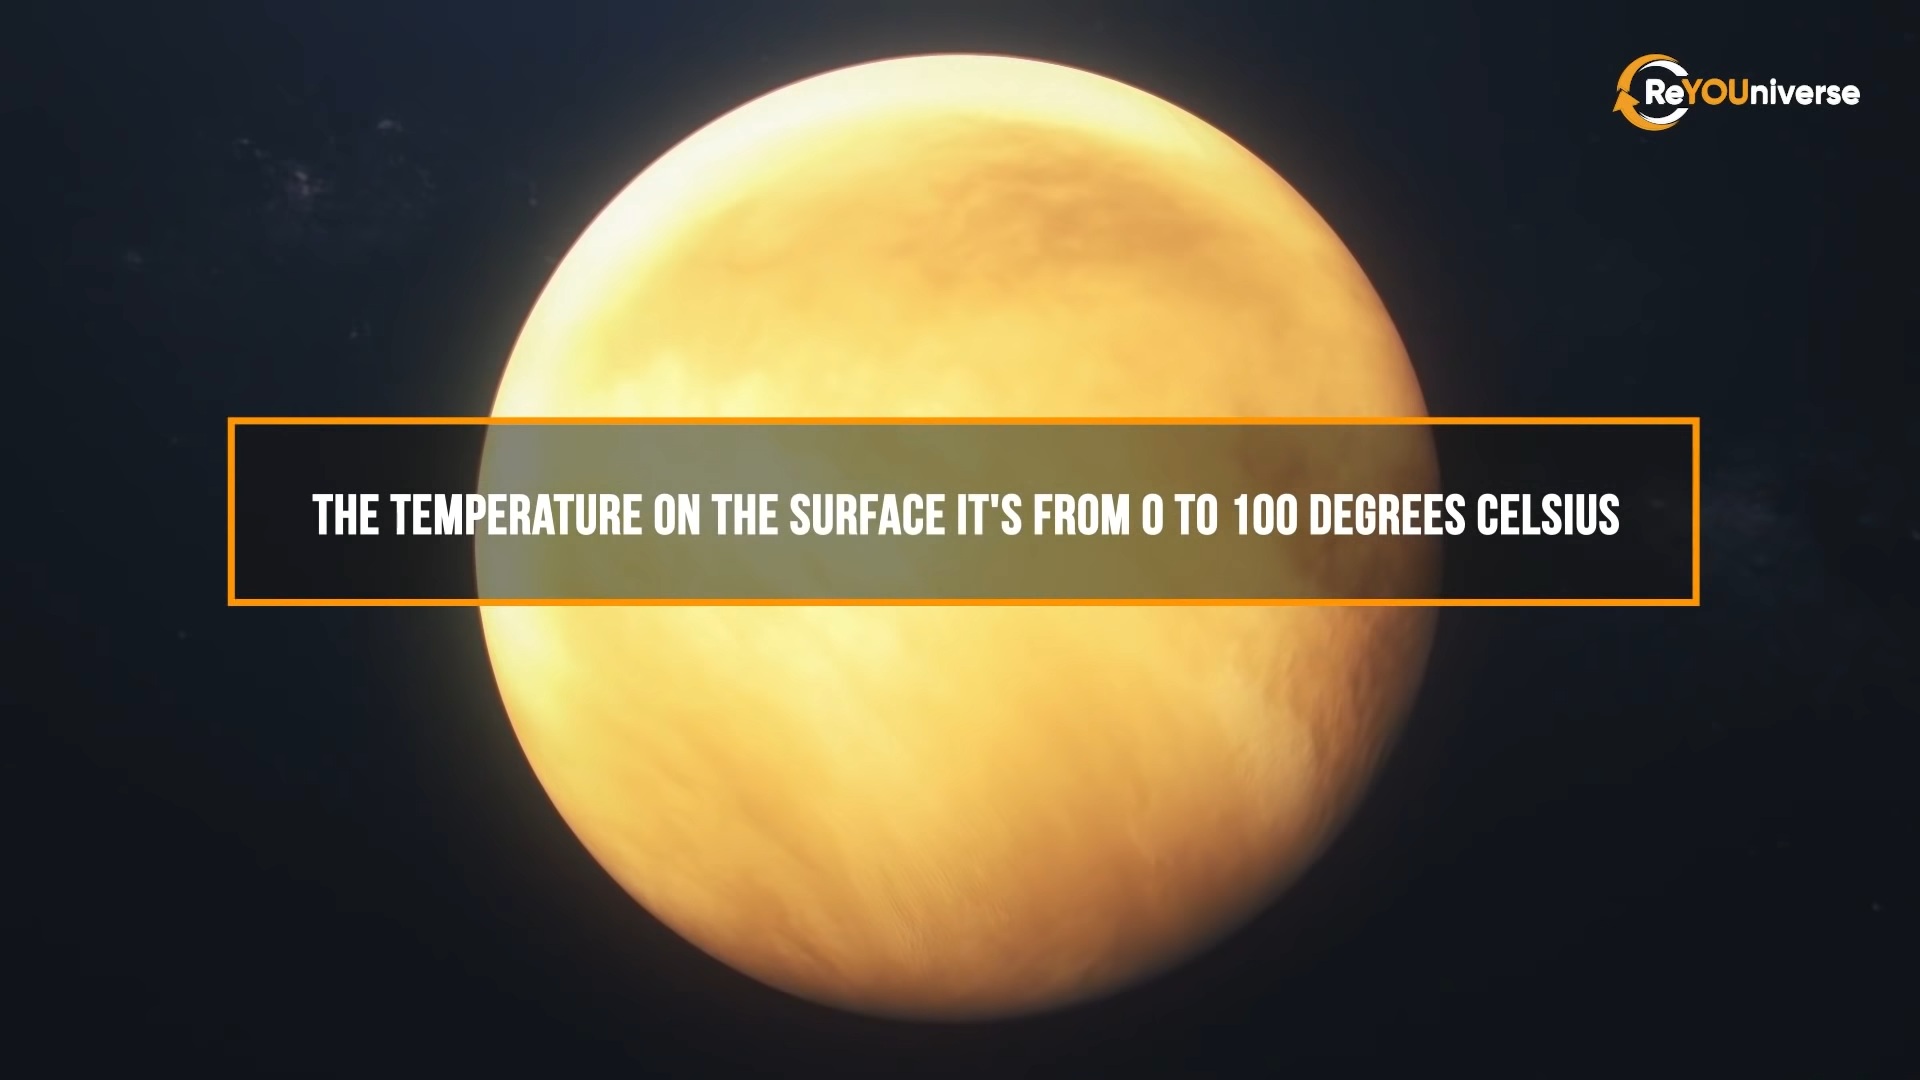 ReYOUniverse
THE TEMPERATURE ON THE SURFACE IT'S FROM 0 TO 100 DEGREES CELSIUS